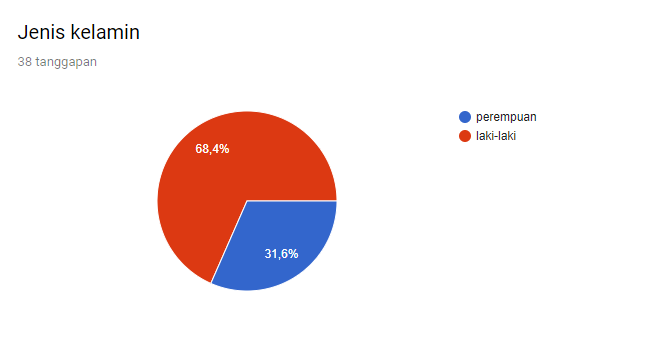 Jenis kelamin
38 tanggapan
perempuan
laki-laki
68,4%
31,6%